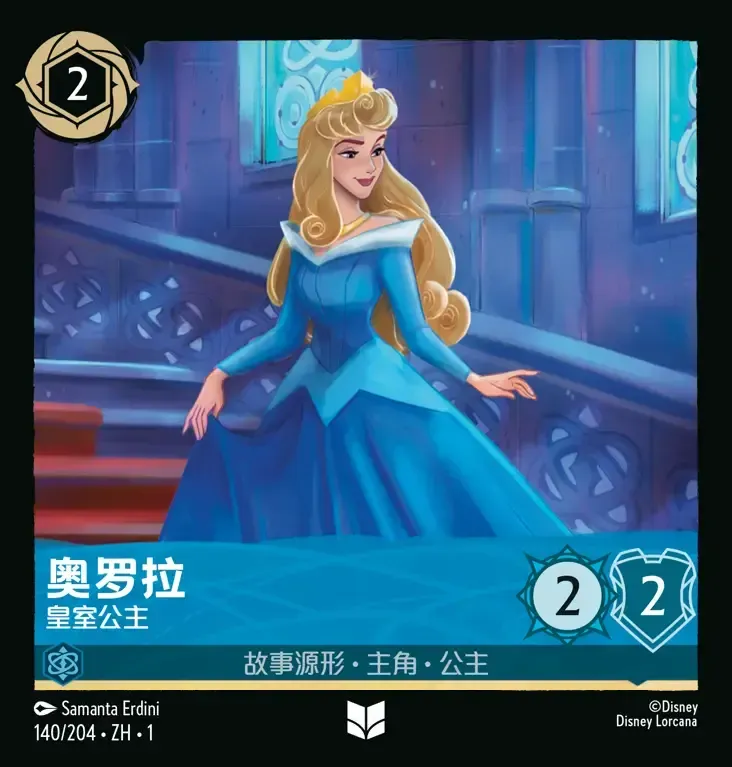 2
奥罗拉
皇室公主
2 2
故事源形・主角・公主
Samanta Erdini
140/204 • ZH • 1
©Disney
Disney Lorcana